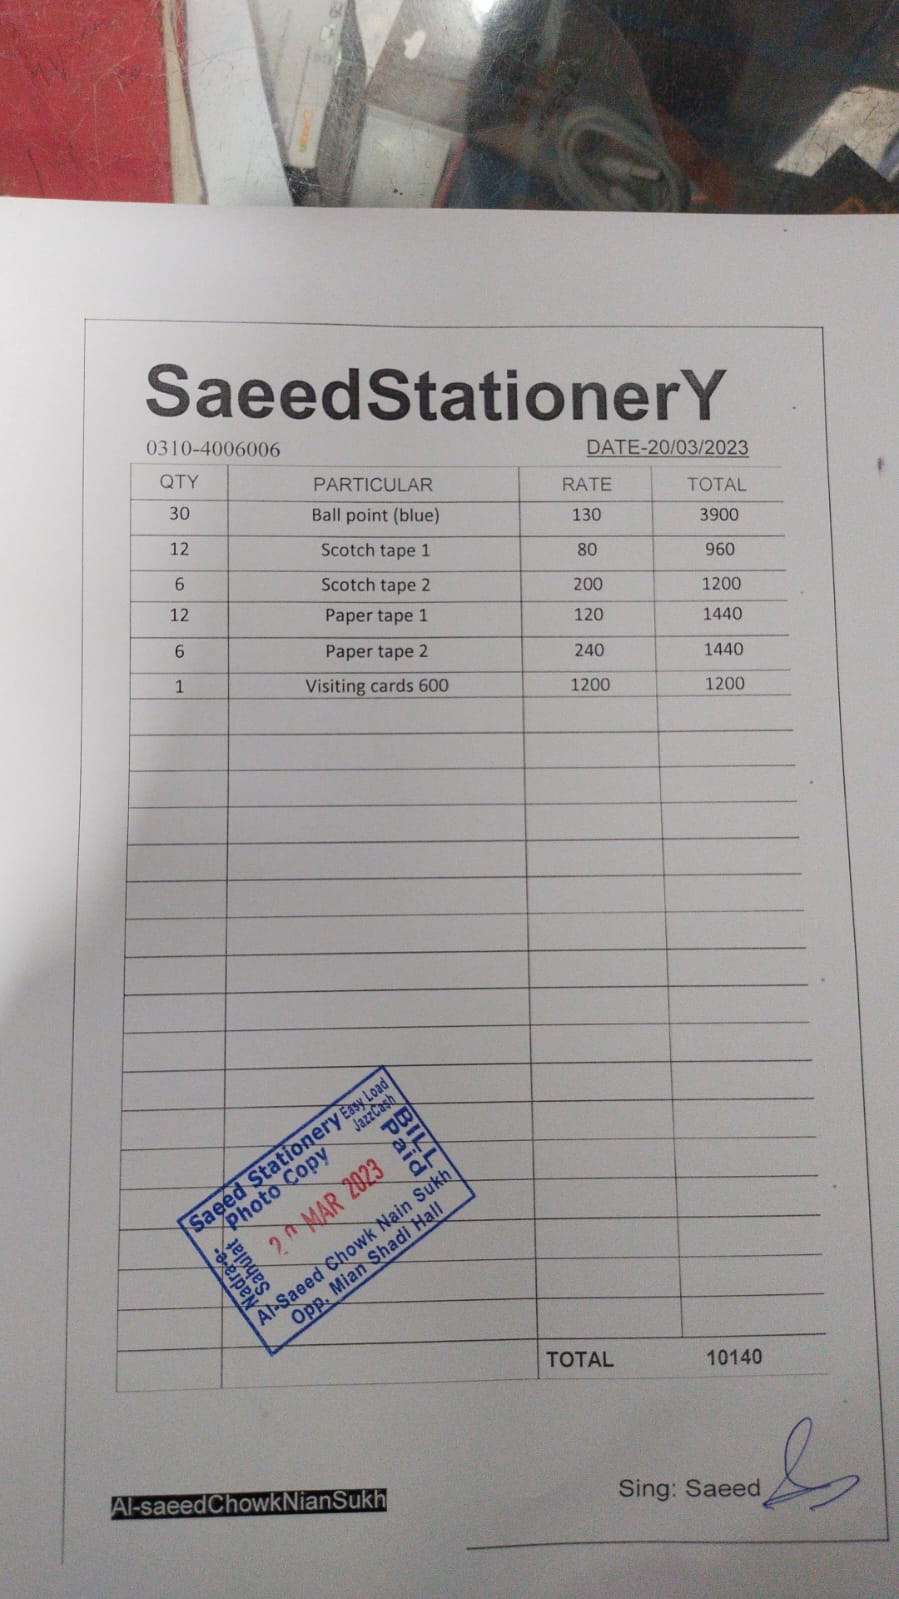 SaeedStationerY
0310-4006006 DATE-20/03/2023
QTY PARTICULAR RATE TOTAL
30 Ball point (blue) 130 3900
12 Scotch tape 1 80 960
6 Scotch tape 2 200 1200
12 Paper tape 1 120 1440
6 Paper tape 2 240 1440
1 Visiting cards 600 1200 1200
Saeed Stationery
Photo Copy
Easy Load
JazzCash
BILL
Paid
MAR 2023
Nadra-e-
Sahulat
Al-Saeed Chowk Nain Sukh
Opp. Mian Shadi Hall
TOTAL 10140
Sing: Saeed
Al-saeedChowkNianSukh